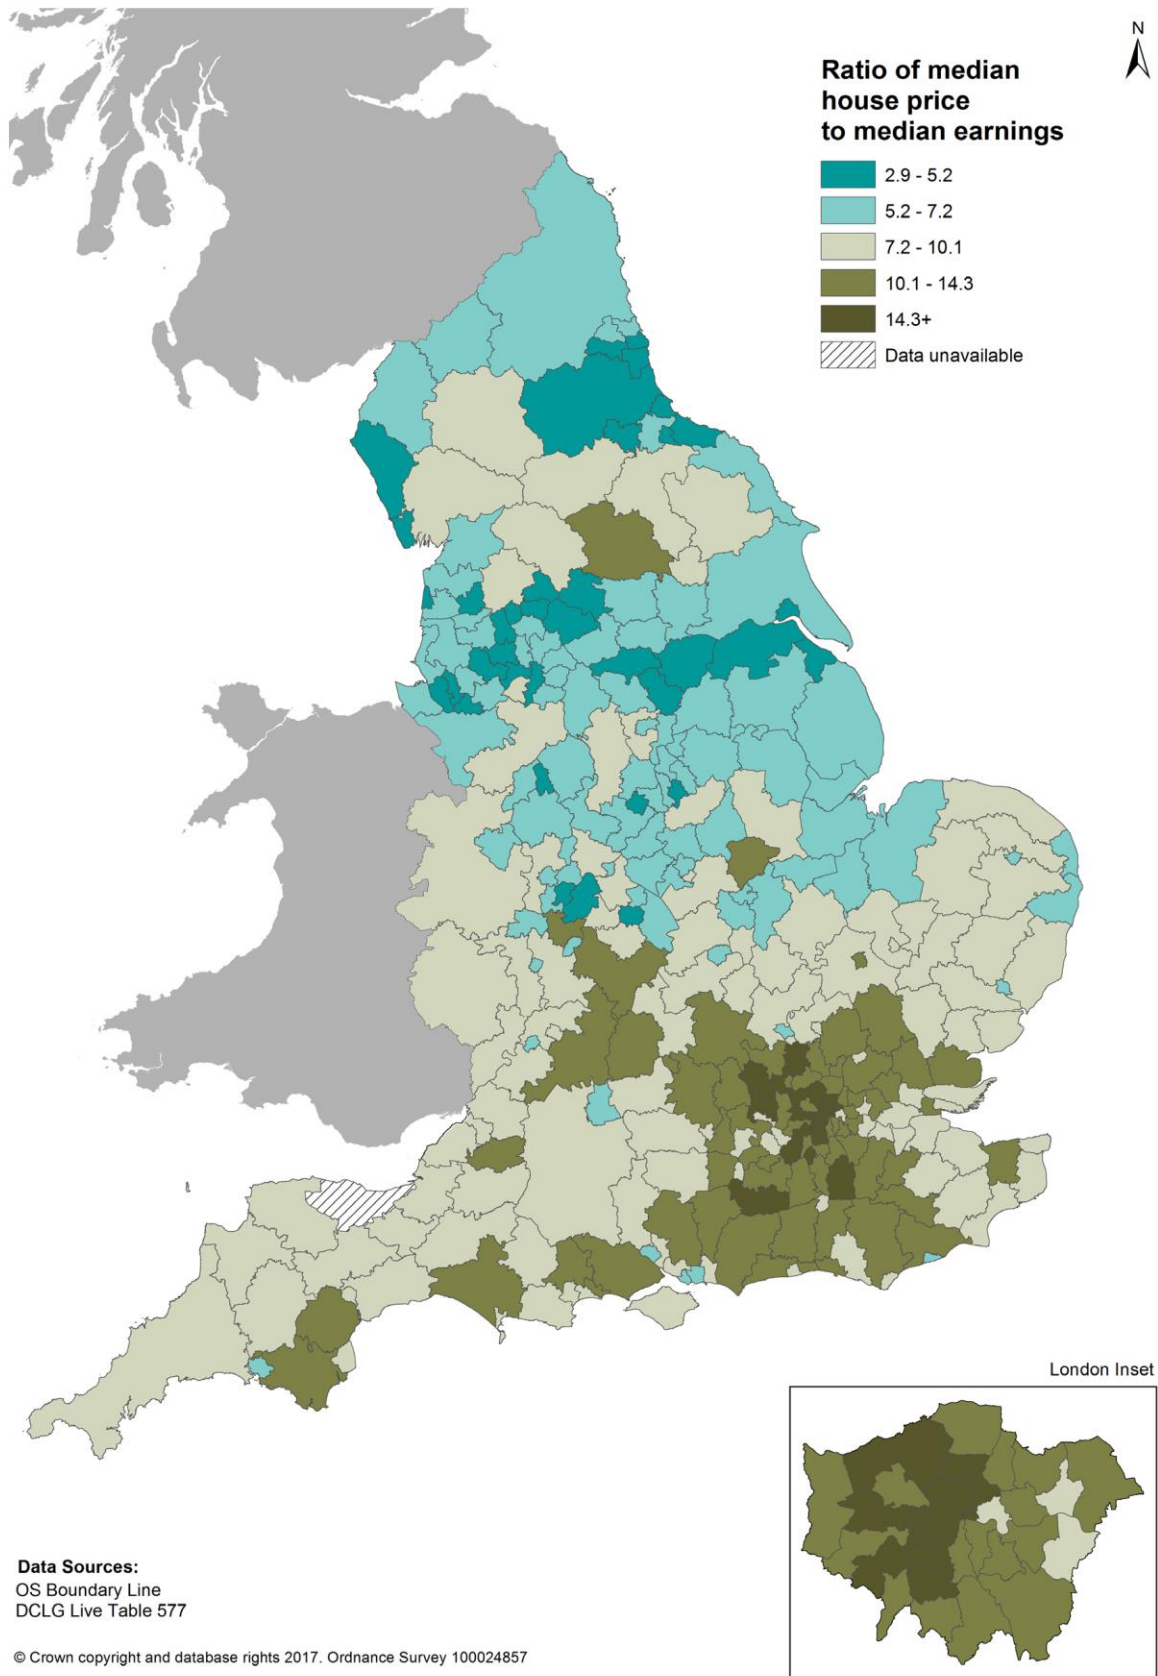 N
Ratio of median
house price
to median earnings
2.9 - 5.2
5.2 - 7.2
7.2 - 10.1
10.1 - 14.3
14.3+
Data unavailable
London Inset
Data Sources:
OS Boundary Line
DCLG Live Table 577
© Crown copyright and database rights 2017. Ordnance Survey 100024857